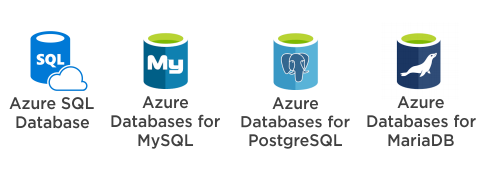 SQL
Azure SQL
Database
My
Azure
Databases for
MySQL
Azure
Databases for
PostgreSQL
Azure
Databases for
MariaDB